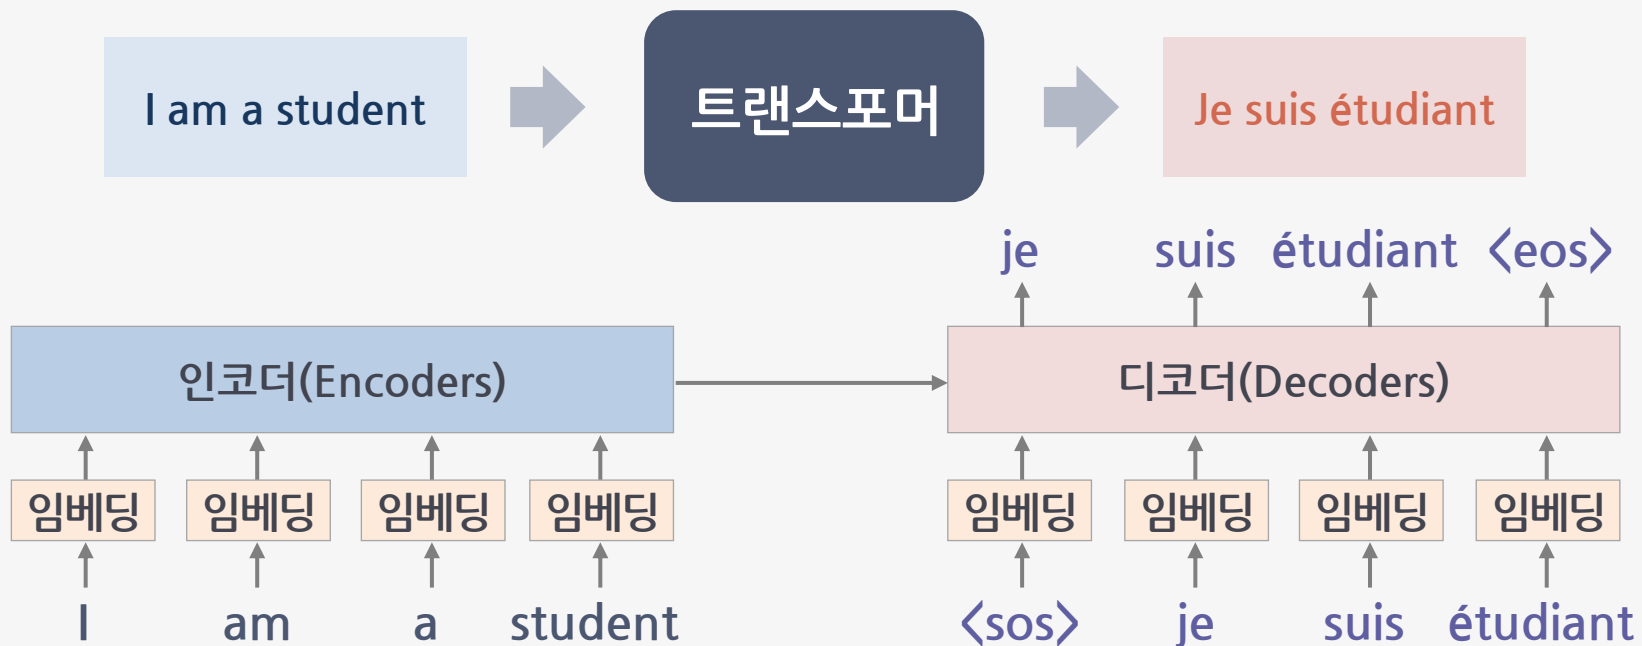 I am a student
트랜스포머
Je suis étudiant
je suis étudiant <eos>
인코더(Encoders)
디코더(Decoders)
임베딩 임베딩 임베딩 임베딩
임베딩 임베딩 임베딩 임베딩
I am a student
<sos> je suis étudiant